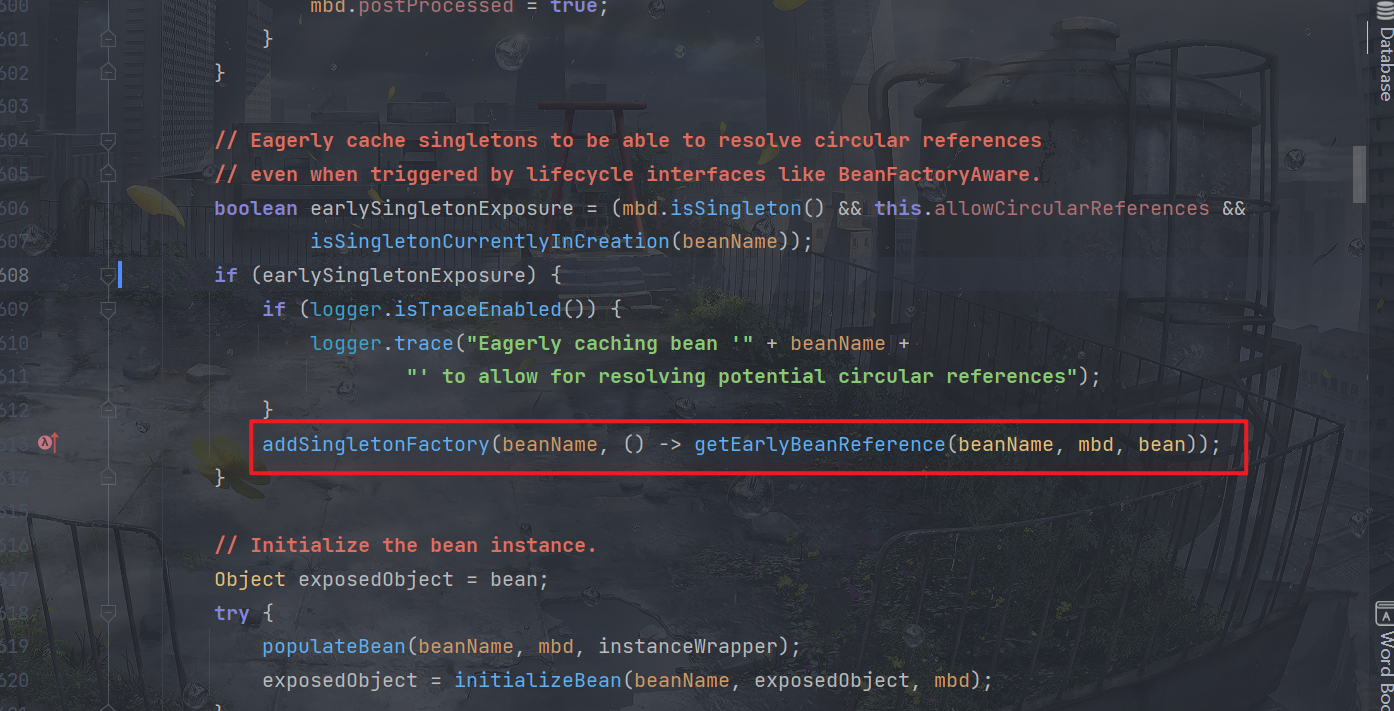 600 mbd.postProcessed = true;
601 }
602 }
603
604 // Eagerly cache singletons to be able to resolve circular references
605 // even when triggered by lifecycle interfaces like BeanFactoryAware.
606 boolean earlySingletonExposure = (mbd.isSingleton() && this.allowCircularReferences &&
607 isSingletonCurrentlyInCreation(beanName));
608 if (earlySingletonExposure) {
609 if (logger.isTraceEnabled()) {
610 logger.trace("Eagerly caching bean '" + beanName +
611 "' to allow for resolving potential circular references");
612 }
613 addSingletonFactory(beanName, () -> getEarlyBeanReference(beanName, mbd, bean));
614 }
615
616 // Initialize the bean instance.
617 Object exposedObject = bean;
618 try {
619 populateBean(beanName, mbd, instanceWrapper);
620 exposedObject = initializeBean(beanName, exposedObject, mbd);
Database
Word Boo